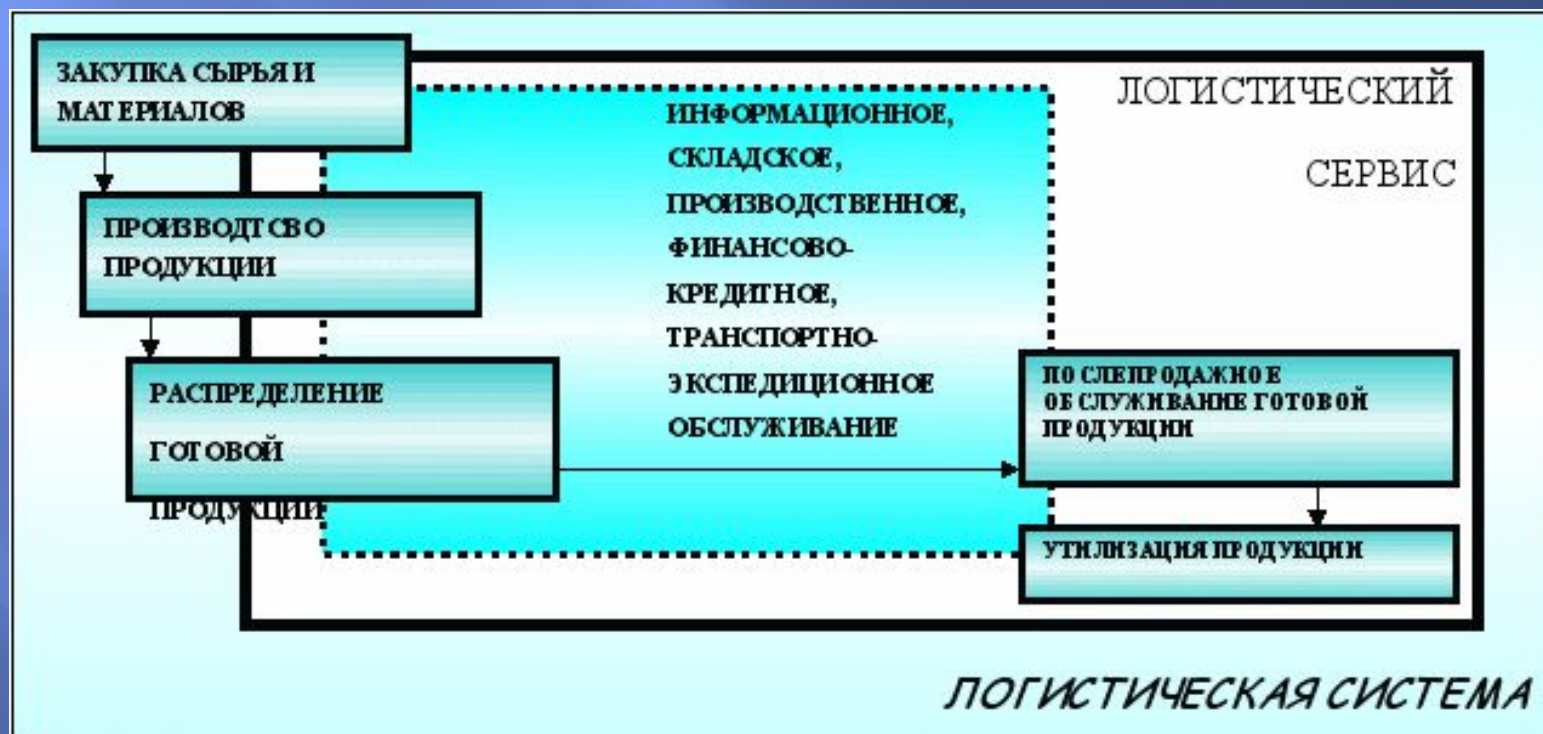 ЗАКУПКА СЫРЬЯ И
МАТЕРИАЛОВ
ПРОИЗВОДТСВО
ПРОДУКЦИИ
РАСПРЕДЕЛЕНИЕ
ГОТОВОЙ
ПРОДУКЦИИ
ИНФОРМАЦИОННОЕ,
СКЛАДСКОЕ,
ПРОИЗВОДСТВЕННОЕ,
ФИНАНСОВО-
КРЕДИТНОЕ,
ТРАНСПОРТНО-
ЭКСПЕДИЦИОННОЕ
ОБСЛУЖИВАНИЕ
ЛОГИСТИЧЕСКИЙ
СЕРВИС
ПОСЛЕПРОДАЖНОЕ
ОБСЛУЖИВАНИЕ ГОТОВОЙ
ПРОДУКЦИИ
УТИЛИЗАЦИЯ ПРОДУКЦИИ
ЛОГИСТИЧЕСКАЯ СИСТЕМА